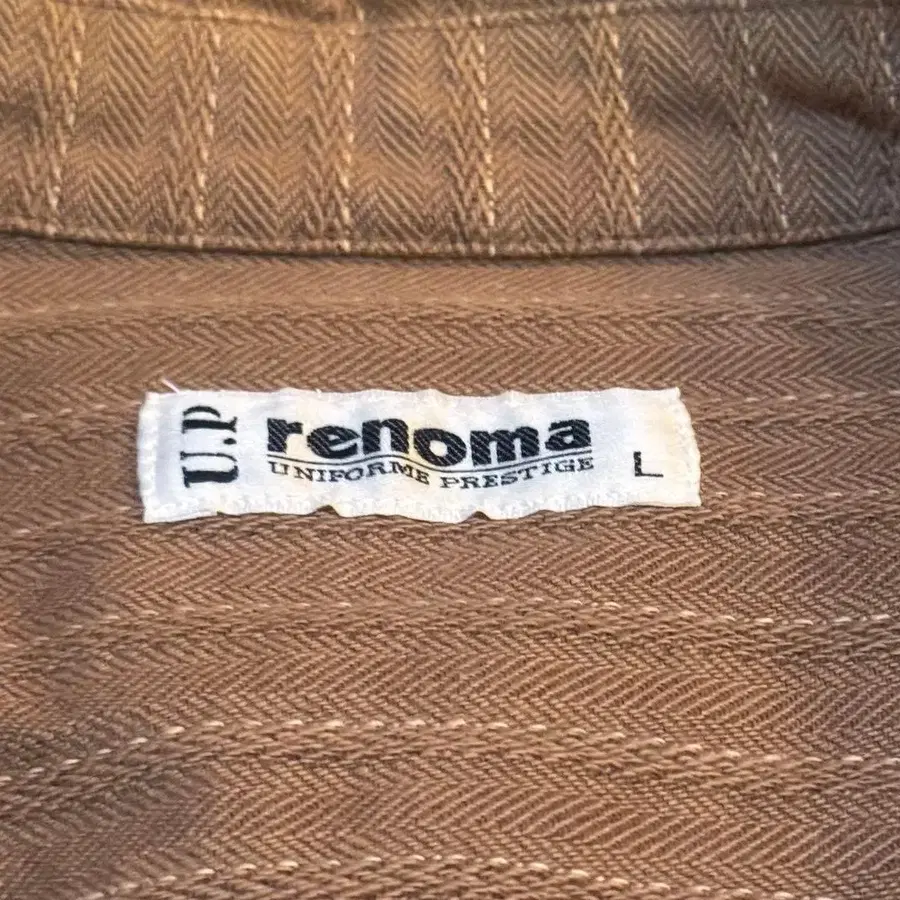 U.P
renoma
UNIFORME PRESTIGE
L